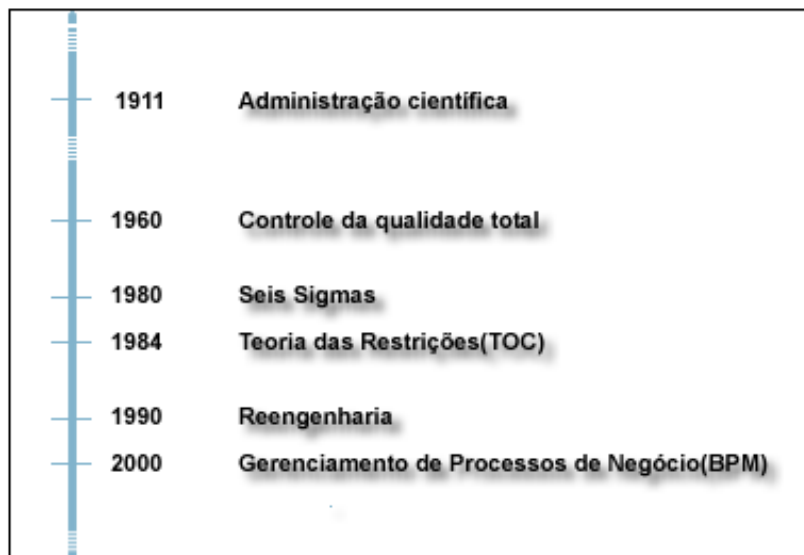 1911 Administração científica
1960 Controle da qualidade total
1980 Seis Sigmas
1984 Teoria das Restrições(TOC)
1990 Reengenharia
2000 Gerenciamento de Processos de Negócio(BPM)